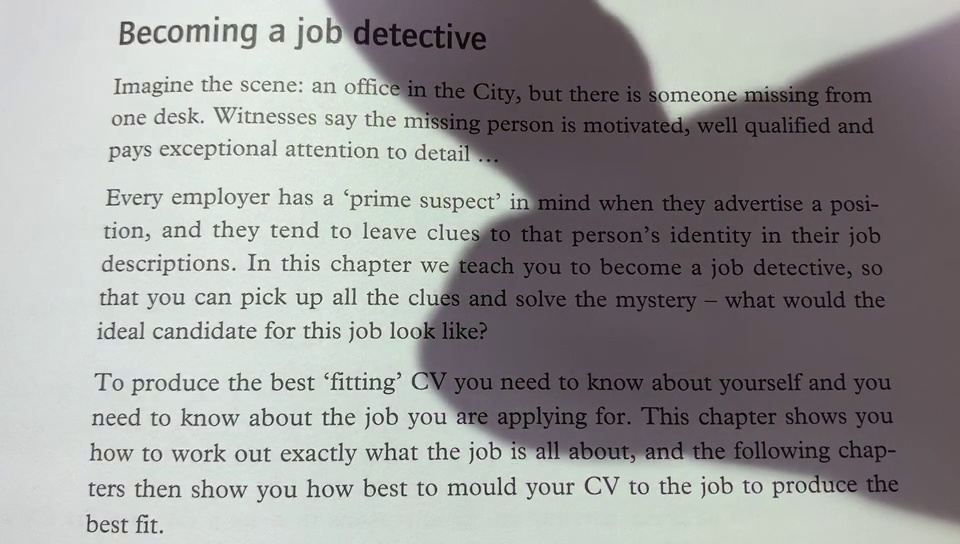 Becoming a job detective
Imagine the scene: an office in the City, but there is someone missing from
one desk. Witnesses say the missing person is motivated, well qualified and
pays exceptional attention to detail …
Every employer has a ‘prime suspect’ in mind when they advertise a posi-
tion, and they tend to leave clues to that person’s identity in their job
descriptions. In this chapter we teach you to become a job detective, so
that you can pick up all the clues and solve the mystery – what would the
ideal candidate for this job look like?
To produce the best ‘fitting’ CV you need to know about yourself and you
need to know about the job you are applying for. This chapter shows you
how to work out exactly what the job is all about, and the following chap-
ters then show you how best to mould your CV to the job to produce the
best fit.